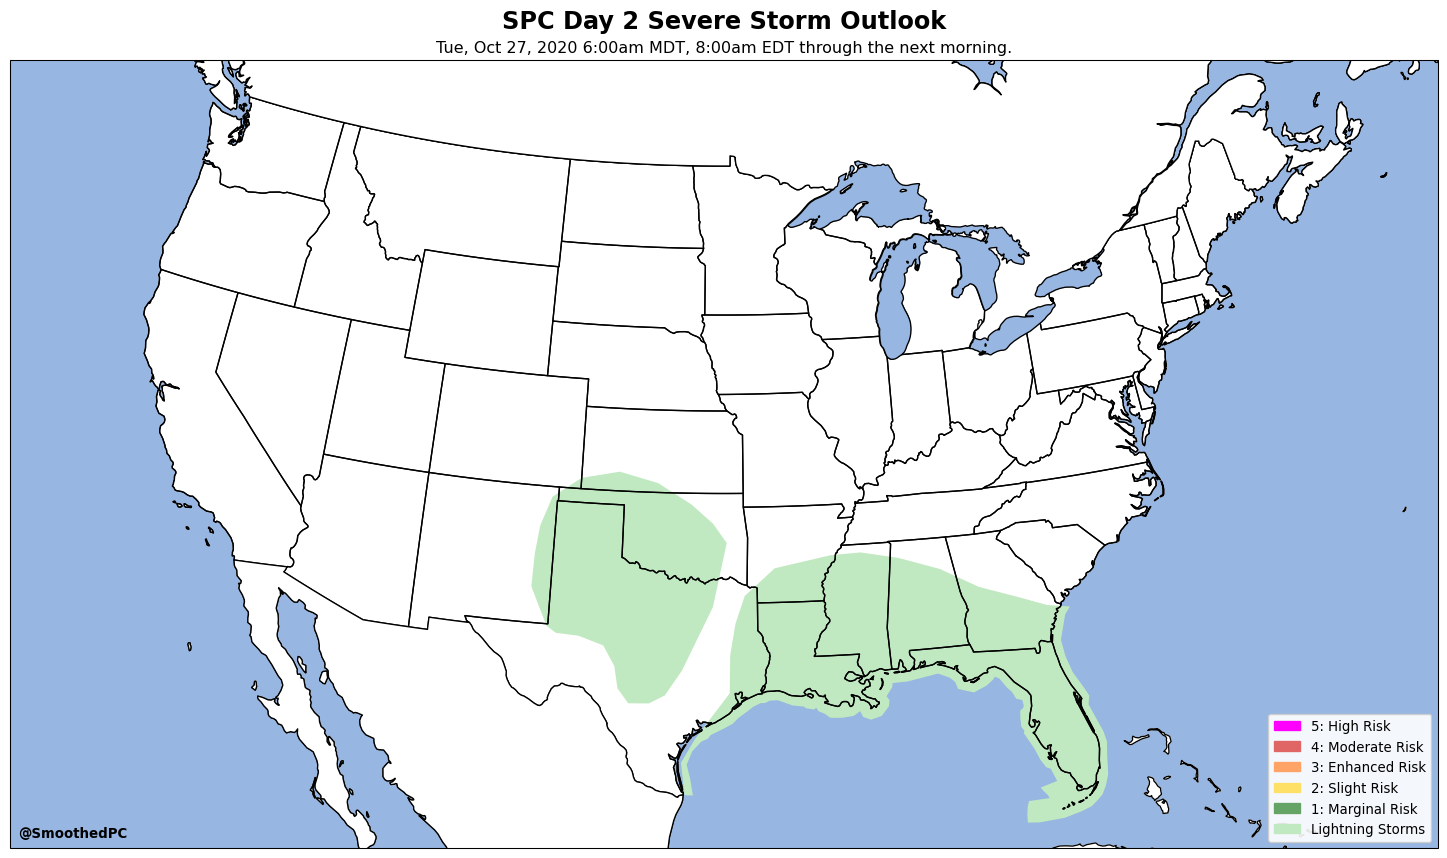 SPC Day 2 Severe Storm Outlook
Tue, Oct 27, 2020 6:00am MDT, 8:00am EDT through the next morning.
5: High Risk
4: Moderate Risk
3: Enhanced Risk
2: Slight Risk
1: Marginal Risk
Lightning Storms
@SmoothedPC